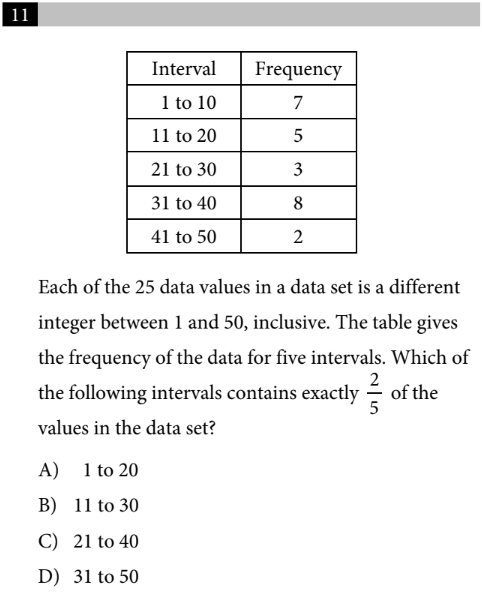 11
Interval Frequency
1 to 10 7
11 to 20 5
21 to 30 3
31 to 40 8
41 to 50 2
Each of the 25 data values in a data set is a different
integer between 1 and 50, inclusive. The table gives
the frequency of the data for five intervals. Which of
the following intervals contains exactly 2/5 of the
values in the data set?
A) 1 to 20
B) 11 to 30
C) 21 to 40
D) 31 to 50